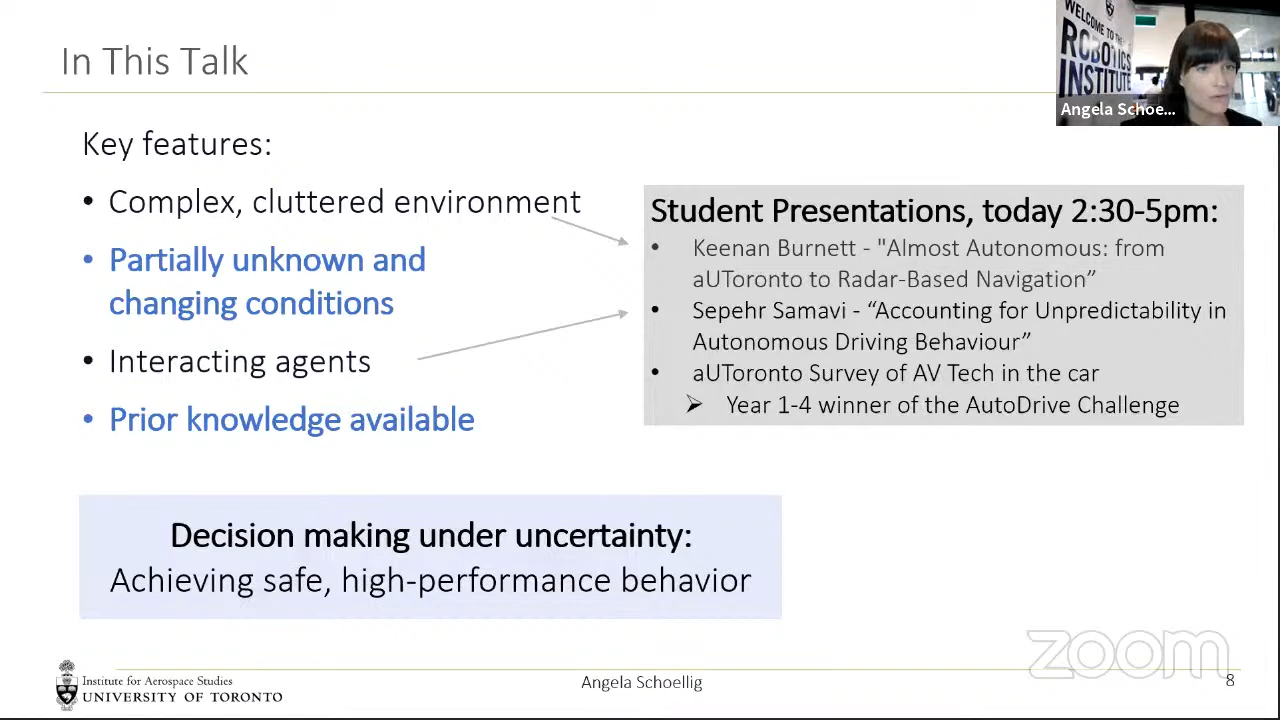 In This Talk
WELCOME TO THE
ROBOTICS
INSTITUTE
Angela Schoe...
Key features:
• Complex, cluttered environment
• Partially unknown and
changing conditions
• Interacting agents
• Prior knowledge available
Student Presentations, today 2:30-5pm:
• Keenan Burnett - "Almost Autonomous: from
aUToronto to Radar-Based Navigation”
• Sepehr Samavi - “Accounting for Unpredictability in
Autonomous Driving Behaviour”
• aUToronto Survey of AV Tech in the car
➢ Year 1-4 winner of the AutoDrive Challenge
Decision making under uncertainty:
Achieving safe, high-performance behavior
zoom
Institute for Aerospace Studies
UNIVERSITY OF TORONTO
Angela Schoellig
8